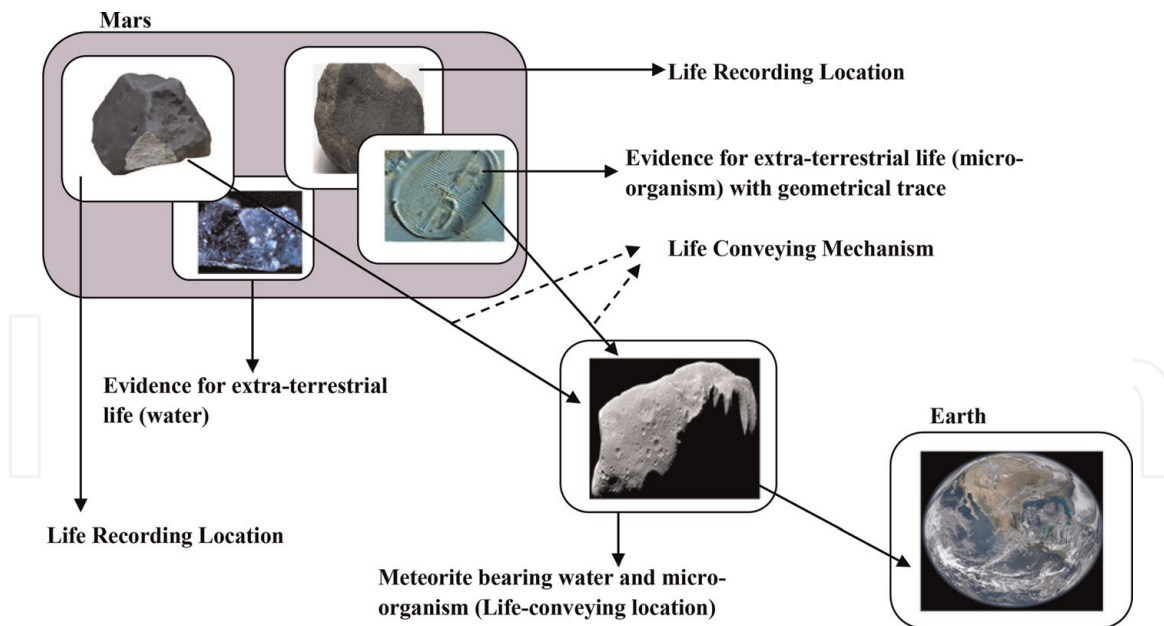 Mars
Life Recording Location
Evidence for extra-terrestrial life (micro-
organism) with geometrical trace
Life Conveying Mechanism
Evidence for extra-terrestrial
life (water)
Earth
Life Recording Location
Meteorite bearing water and micro-
organism (Life-conveying location)